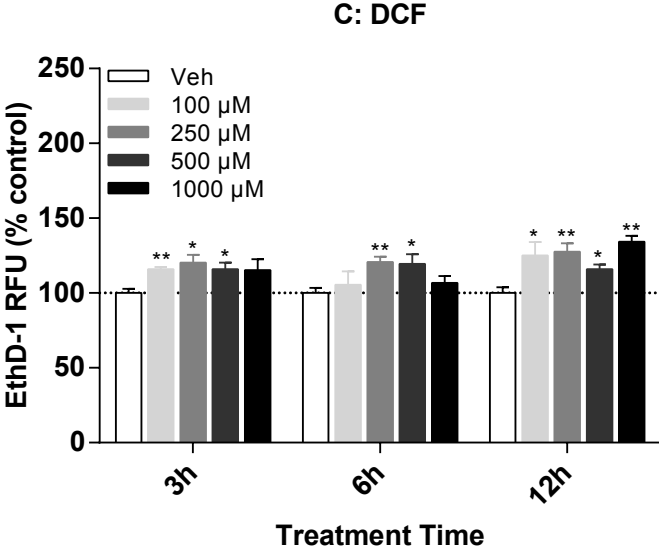 C: DCF
EthD-1 RFU (% control)
250
200
150
100
50
0
Veh
100 µM
250 µM
500 µM
1000 µM
** * *
** *
* ** * **
3h 6h 12h
Treatment Time